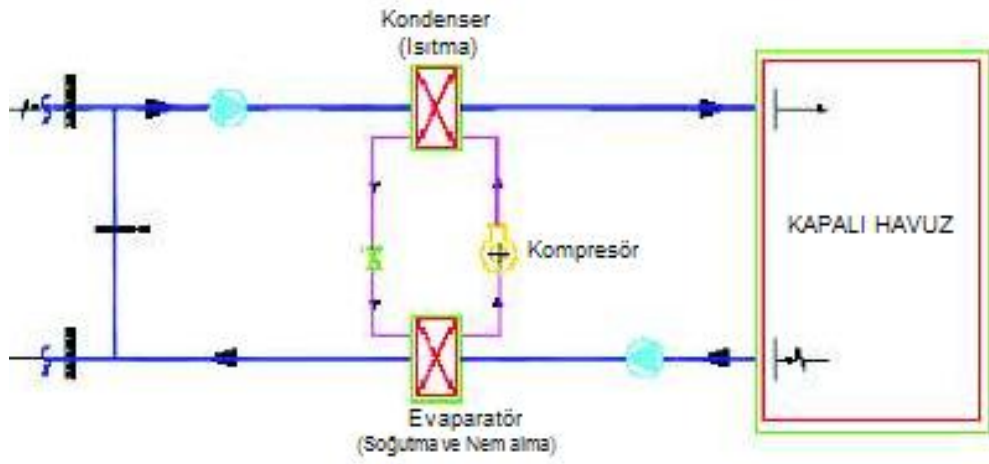 Kondenser
(Isıtma)
KAPALI HAVUZ
Kompresör
Evaparatör
(Soğutma ve Nem alma)